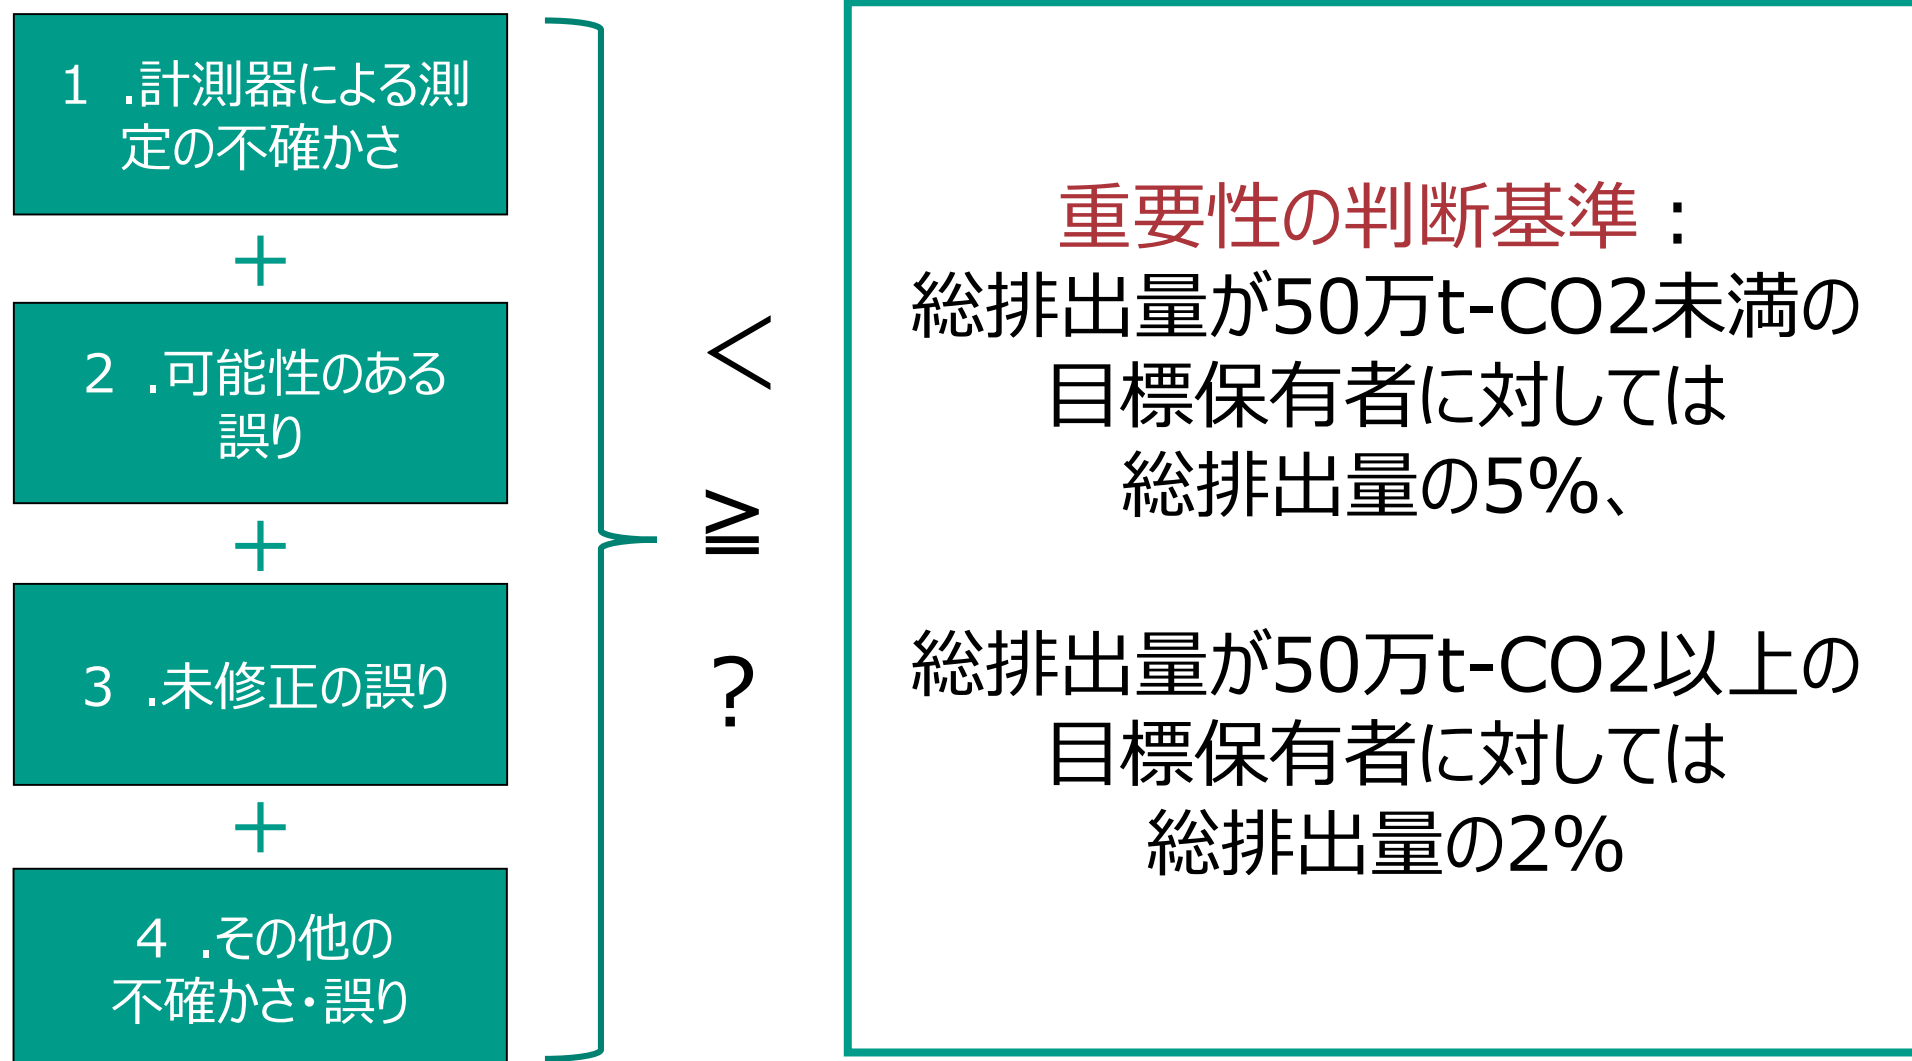 1 .計測器による測
定の不確かさ
+
2 .可能性のある
誤り
+
3 .未修正の誤り
+
4 .その他の
不確かさ・誤り
<
≧
?
重要性の判断基準：
総排出量が50万t-CO2未満の
目標保有者に対しては
総排出量の5%、
総排出量が50万t-CO2以上の
目標保有者に対しては
総排出量の2%